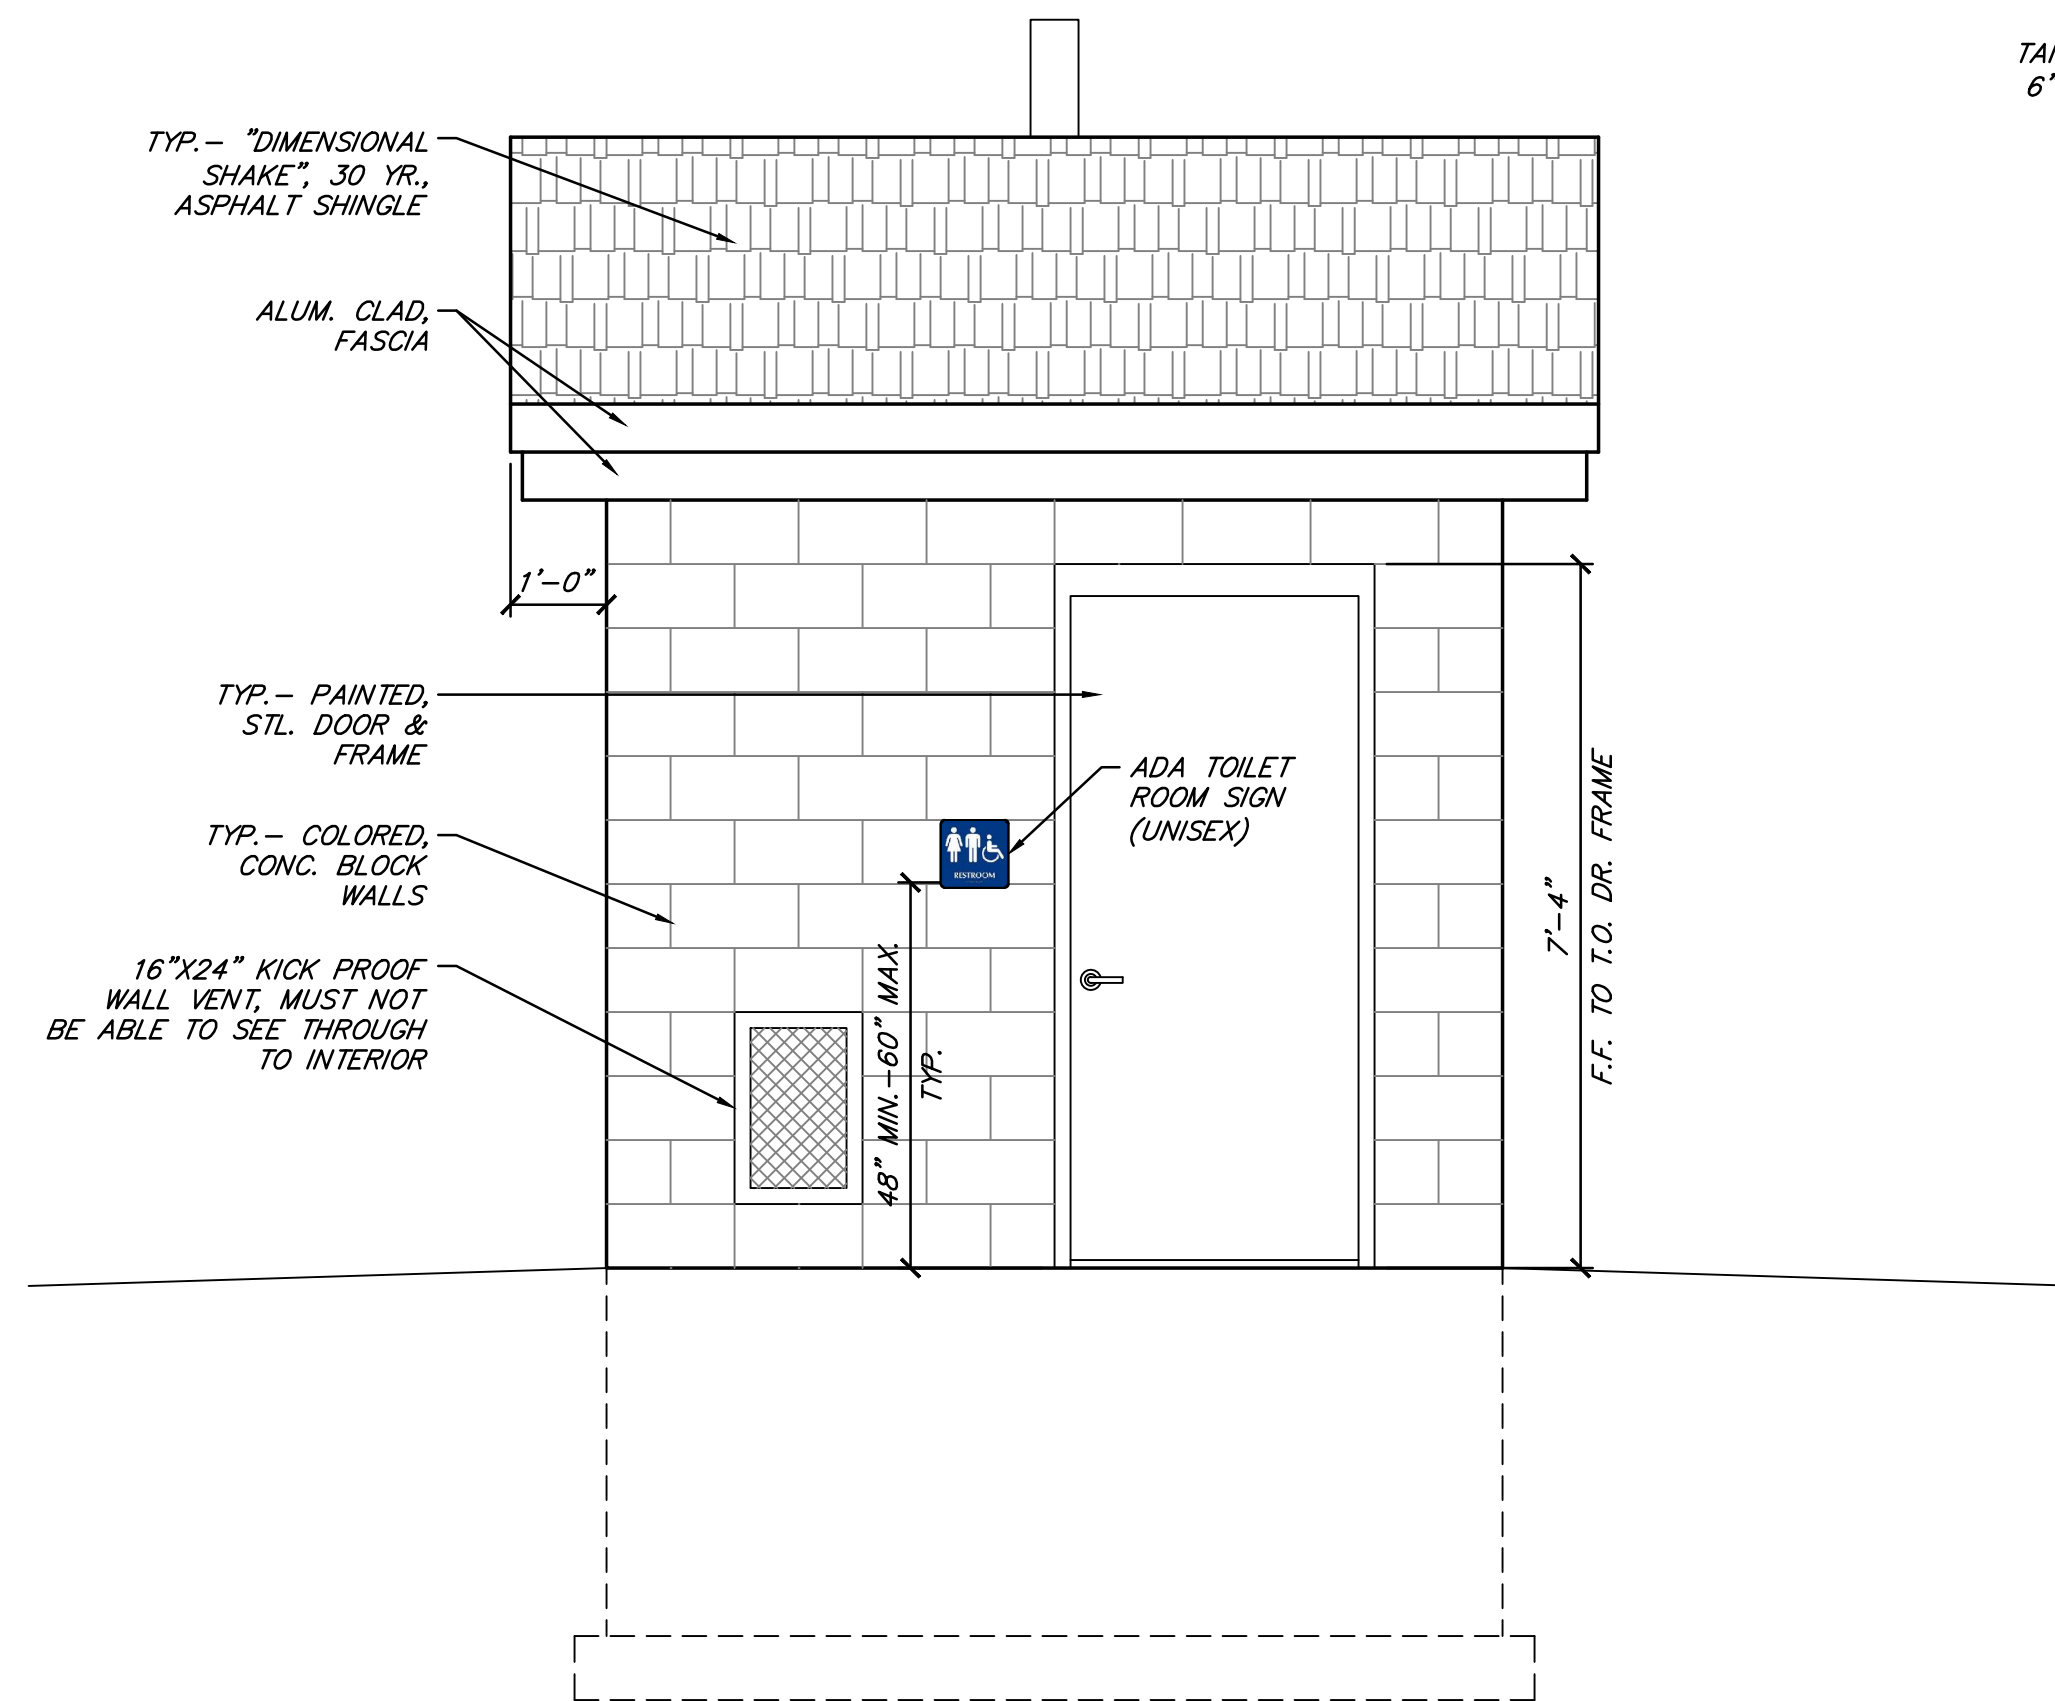 TYP.- "DIMENSIONAL
SHAKE", 30 YR.,
ASPHALT SHINGLE
ALUM. CLAD,
FASCIA
1'-0"
TYP.- PAINTED,
STL. DOOR &
FRAME
TYP.- COLORED,
CONC. BLOCK
WALLS
16"X24" KICK PROOF
WALL VENT, MUST NOT
BE ABLE TO SEE THROUGH
TO INTERIOR
ADA TOILET
ROOM SIGN
(UNISEX)
RESTROOM
48" MIN.-60" MAX.
TYP.
7'-4"
F.F. TO T.O. DR. FRAME
6"